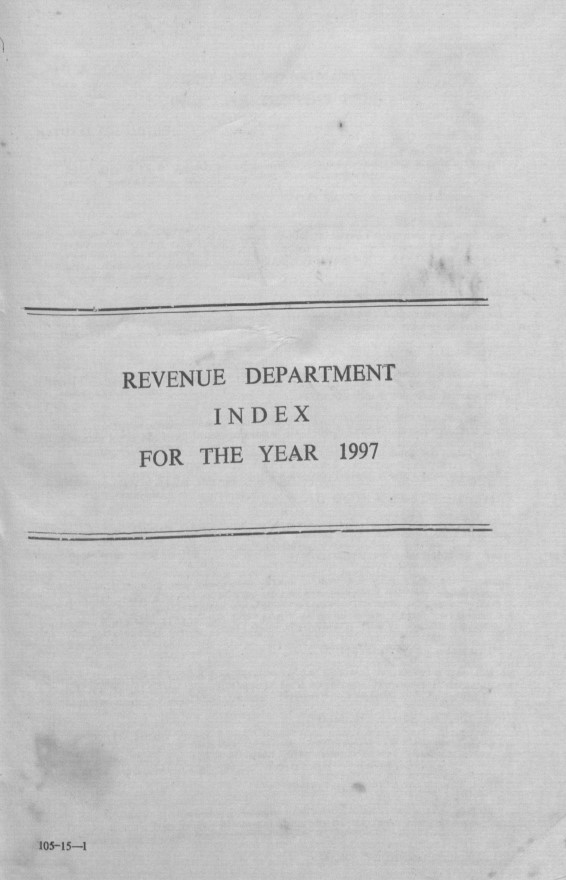 REVENUE DEPARTMENT
INDEX
FOR THE YEAR 1997
105-15—1